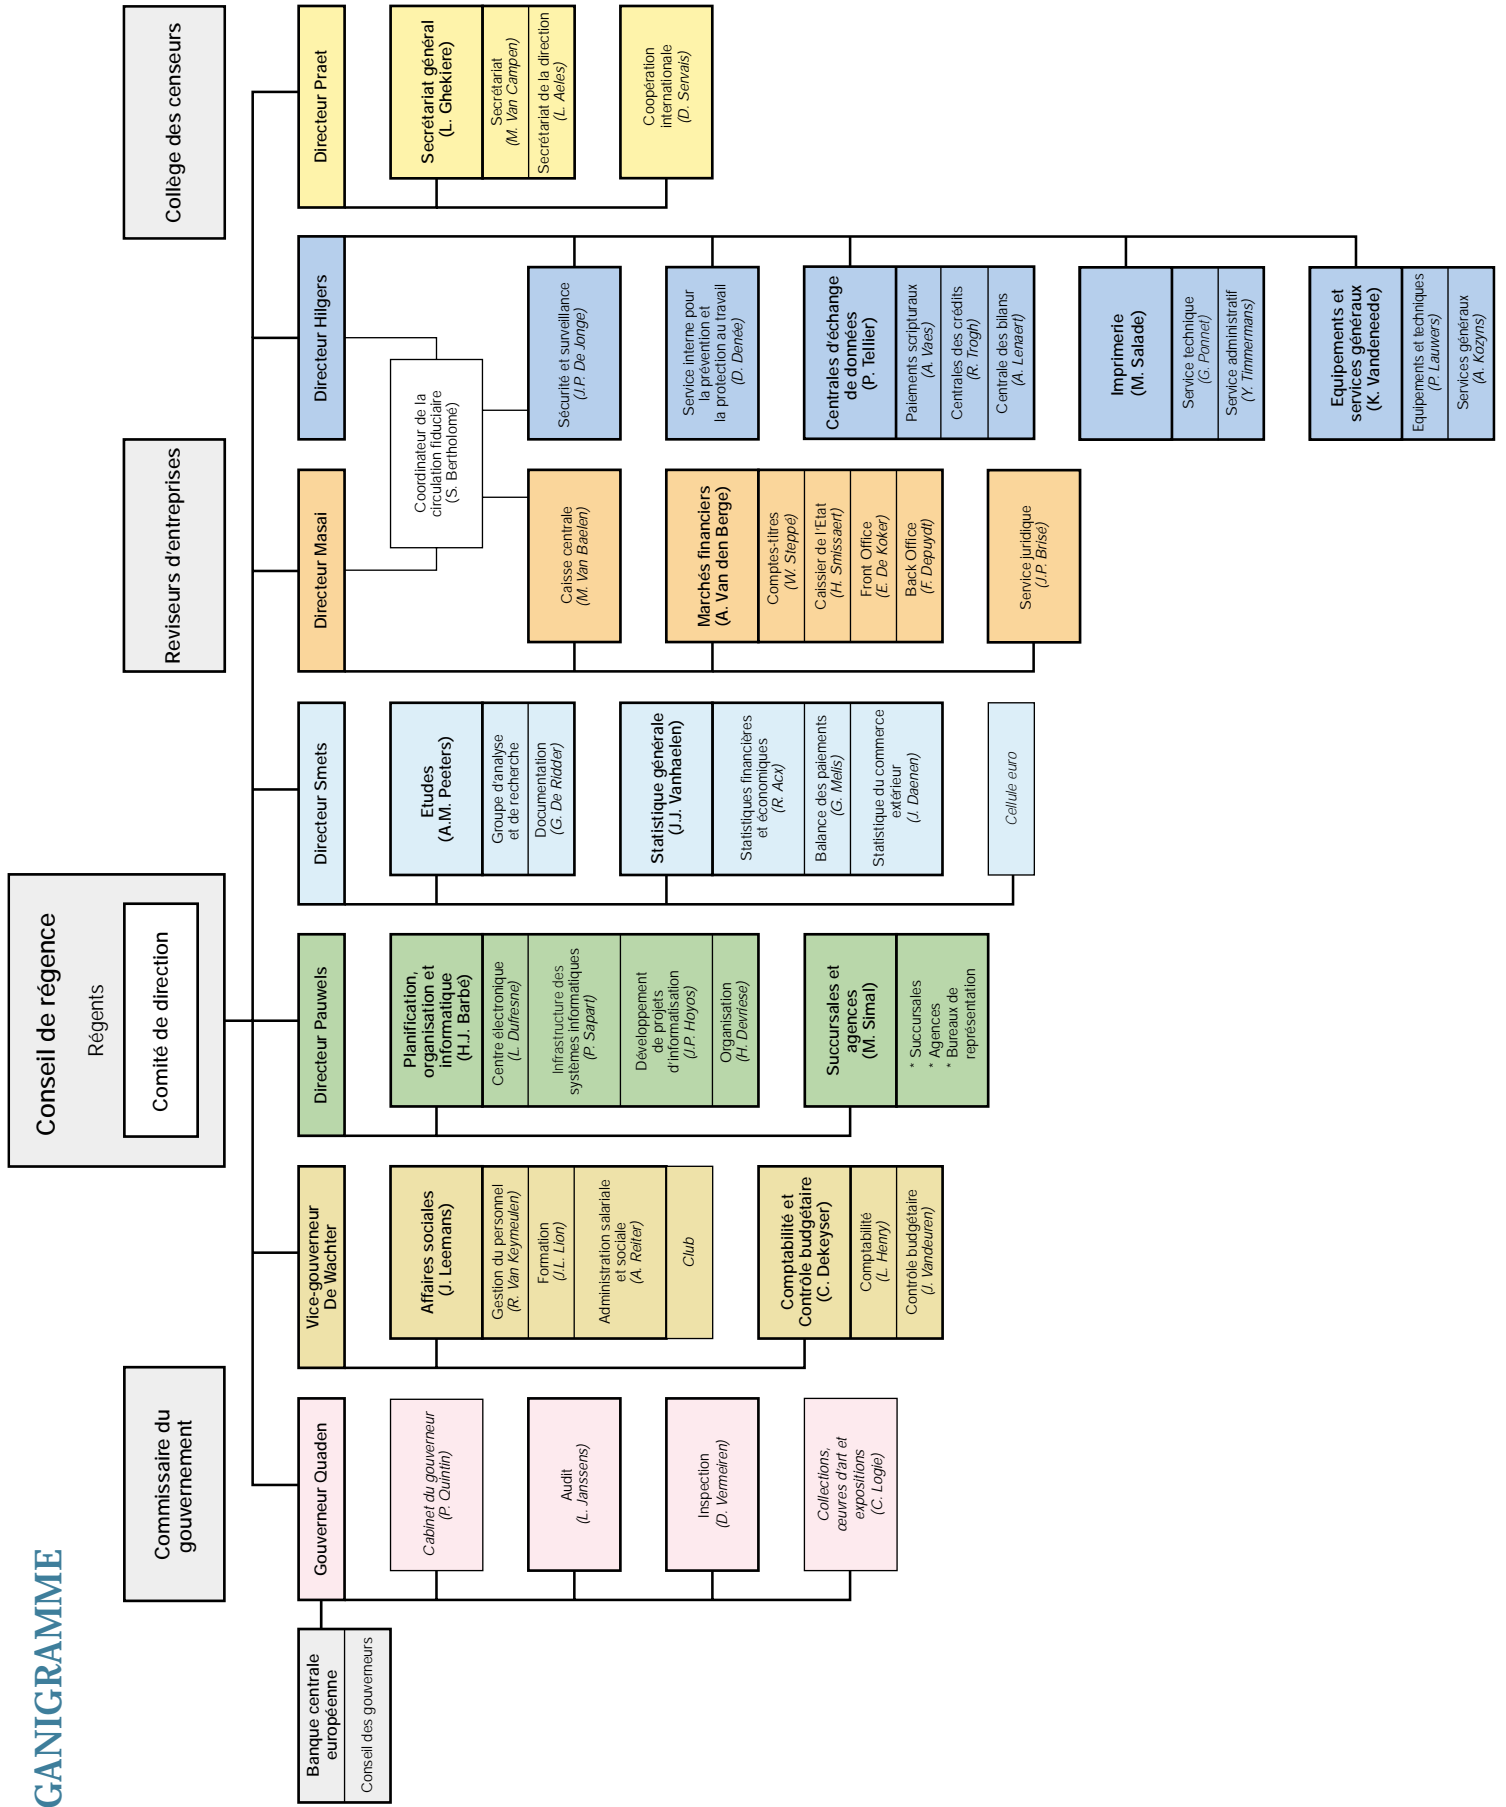 GANIGRAMME
Conseil de régence
Régents
Comité de direction
Commissaire du
gouvernement
Reviseurs d'entreprises
Collège des censeurs
Banque centrale
européenne
Conseil des gouverneurs
Gouverneur Quaden
Cabinet du gouverneur
(P. Quintin)
Audit
(L. Janssens)
Inspection
(D. Vermeiren)
Collections,
œuvres d'art et
expositions
(C. Logie)
Vice-gouverneur
De Wachter
Affaires sociales
(J. Leemans)
Gestion du personnel
(R. Van Keymeulen)
Formation
(J.L. Lion)
Administration salariale
et sociale
(A. Reiter)
Club
Comptabilité et
Contrôle budgétaire
(C. Dekeyser)
Comptabilité
(L. Henry)
Contrôle budgétaire
(J. Vandeuren)
Directeur Pauwels
Planification,
organisation et
informatique
(H.J. Barbé)
Centre électronique
(L. Dufresne)
Infrastructure des
systèmes informatiques
(P. Sapart)
Développement
de projets
d'informatisation
(J.P. Hoyos)
Organisation
(H. Devriese)
Succursales et
agences
(M. Simal)
* Succursales
* Agences
* Bureaux de
représentation
Directeur Smets
Etudes
(A.M. Peeters)
Groupe d'analyse
et de recherche
Documentation
(G. De Ridder)
Statistique générale
(J.J. Vanhaelen)
Statistiques financières
et économiques
(R. Acx)
Balance des paiements
(G. Melis)
Statistique du commerce
extérieur
(J. Daenen)
Cellule euro
Directeur Masai
Coordinateur de la
circulation fiduciaire
(S. Bertholomé)
Caisse centrale
(M. Van Baelen)
Marchés financiers
(A. Van den Berge)
Comptes-titres
(W. Steppé)
Caissier de l'Etat
(H. Smissaert)
Front Office
(E. De Koker)
Back Office
(F. Depuydt)
Service juridique
(J.P. Brisé)
Directeur Hilgers
Sécurité et surveillance
(J.P. De Jonge)
Service interne pour
la prévention et
la protection au travail
(D. Denée)
Centrales d'échange
de données
(P. Tellier)
Paiements scripturaux
(A. Vaes)
Centrales des crédits
(R. Trogh)
Centrale des bilans
(A. Lenaert)
Imprimerie
(M. Salade)
Service technique
(G. Ponnet)
Service administratif
(Y. Timmermans)
Equipements et
services généraux
(K. Vandeneede)
Equipements et techniques
(P. Lauwers)
Services généraux
(A. Kozyns)
Directeur Praet
Secrétariat général
(L. Ghekiere)
Secrétariat
(M. Van Campen)
Secrétariat de la direction
(L. Aeles)
Coopération
internationale
(D. Servais)